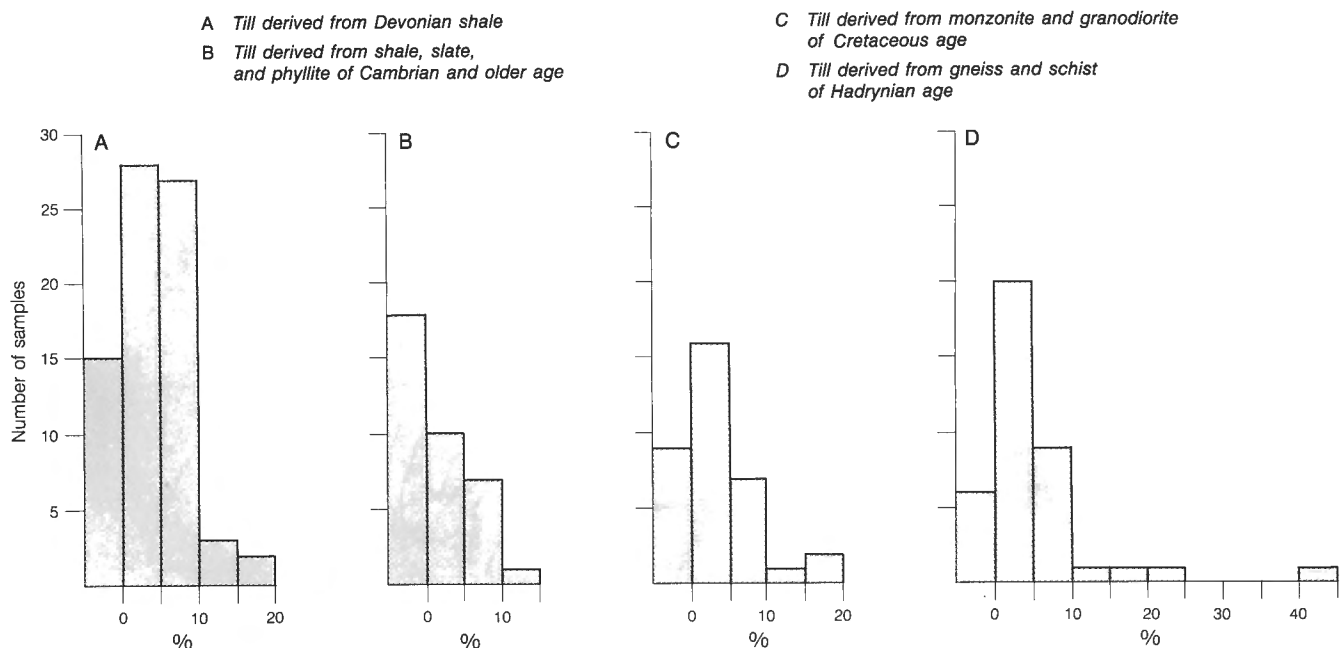 A Till derived from Devonian shale
B Till derived from shale, slate,
and phyllite of Cambrian and older age
C Till derived from monzonite and granodiorite
of Cretaceous age
D Till derived from gneiss and schist
of Hadrynian age
A
B
C
D
30
25
20
15
10
5
Number of samples
0 10 20
%
0 10
%
0 10 20
%
0 10 20 30 40
%